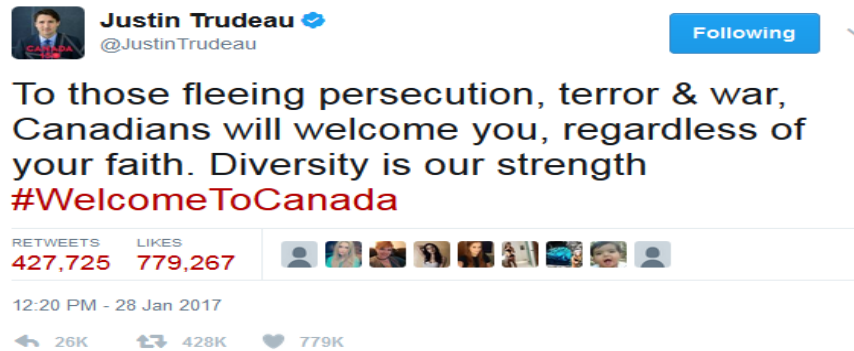 Justin Trudeau
@JustinTrudeau
Following
To those fleeing persecution, terror & war,
Canadians will welcome you, regardless of
your faith. Diversity is our strength
#WelcomeToCanada
RETWEETS LIKES
427,725 779,267
12:20 PM - 28 Jan 2017
26K 428K 779K